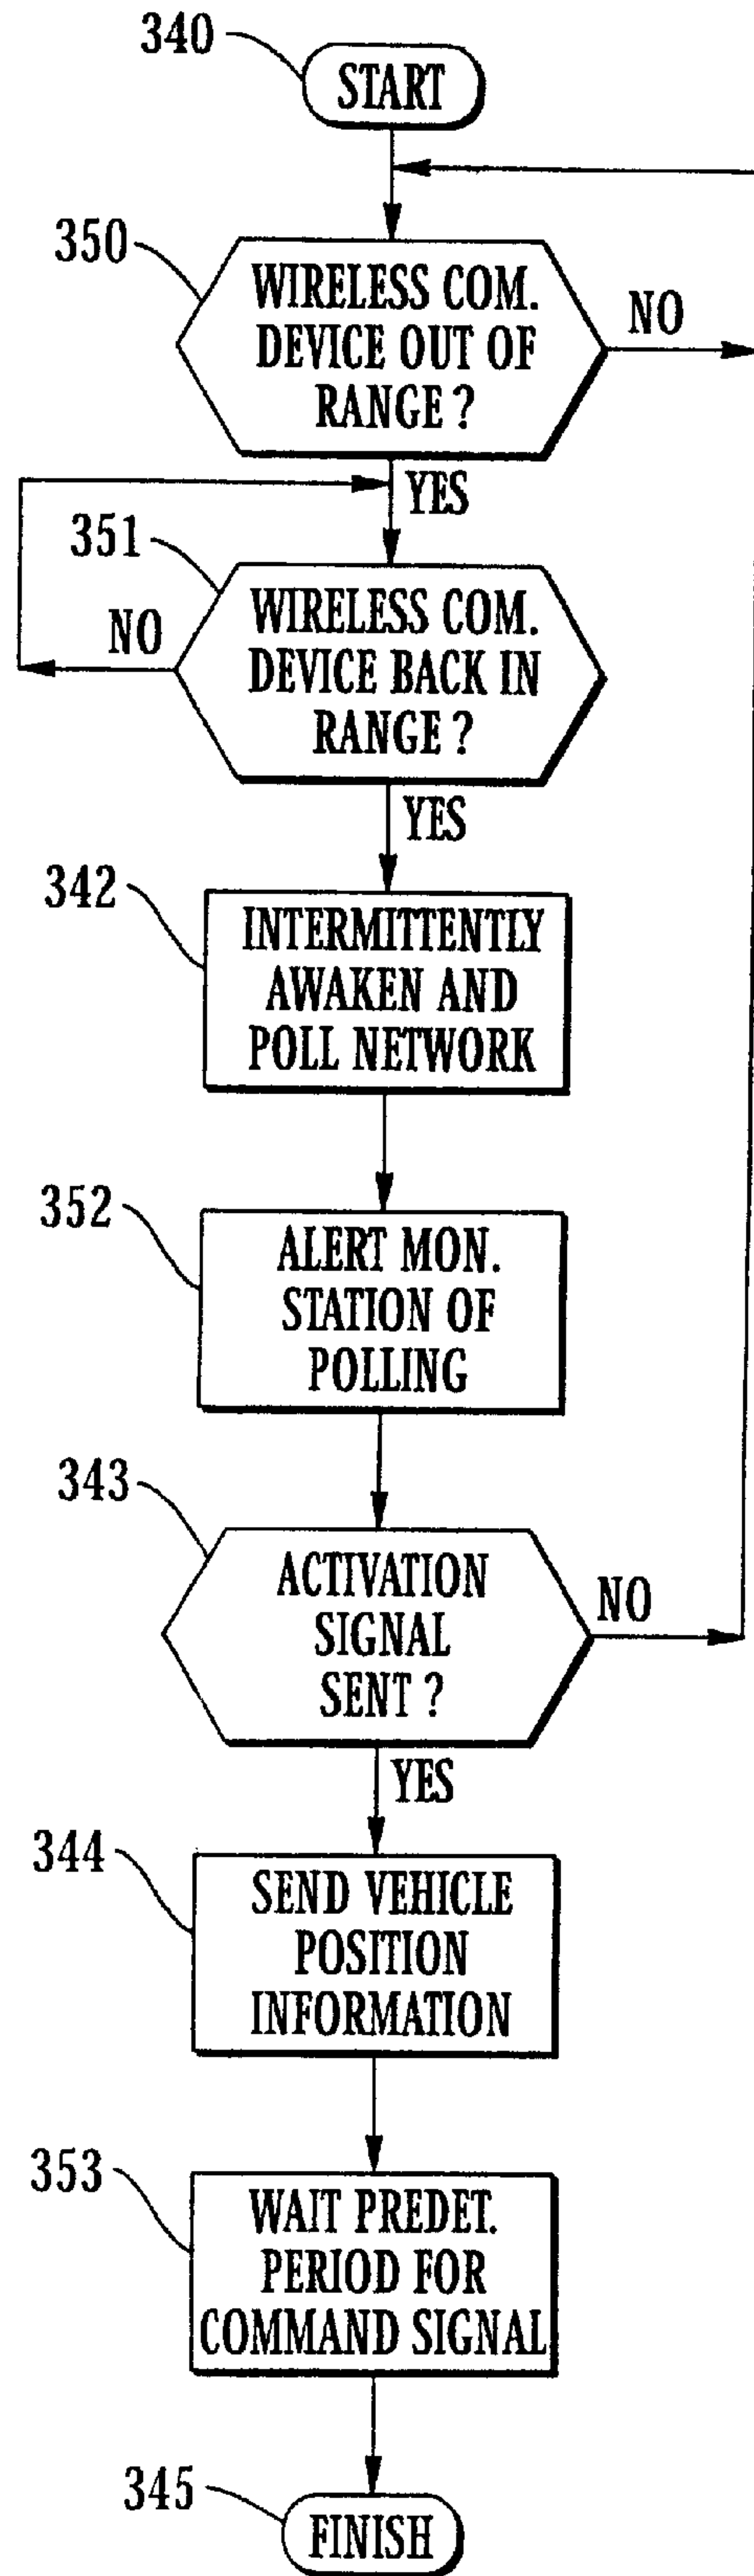 340
START
350
WIRELESS COM.
DEVICE OUT OF
RANGE ?
NO
YES
351
WIRELESS COM.
DEVICE BACK IN
RANGE ?
NO
YES
342
INTERMITTENTLY
AWAKEN AND
POLL NETWORK
352
ALERT MON.
STATION OF
POLLING
343
ACTIVATION
SIGNAL
SENT ?
NO
YES
344
SEND VEHICLE
POSITION
INFORMATION
353
WAIT PREDET.
PERIOD FOR
COMMAND SIGNAL
345
FINISH